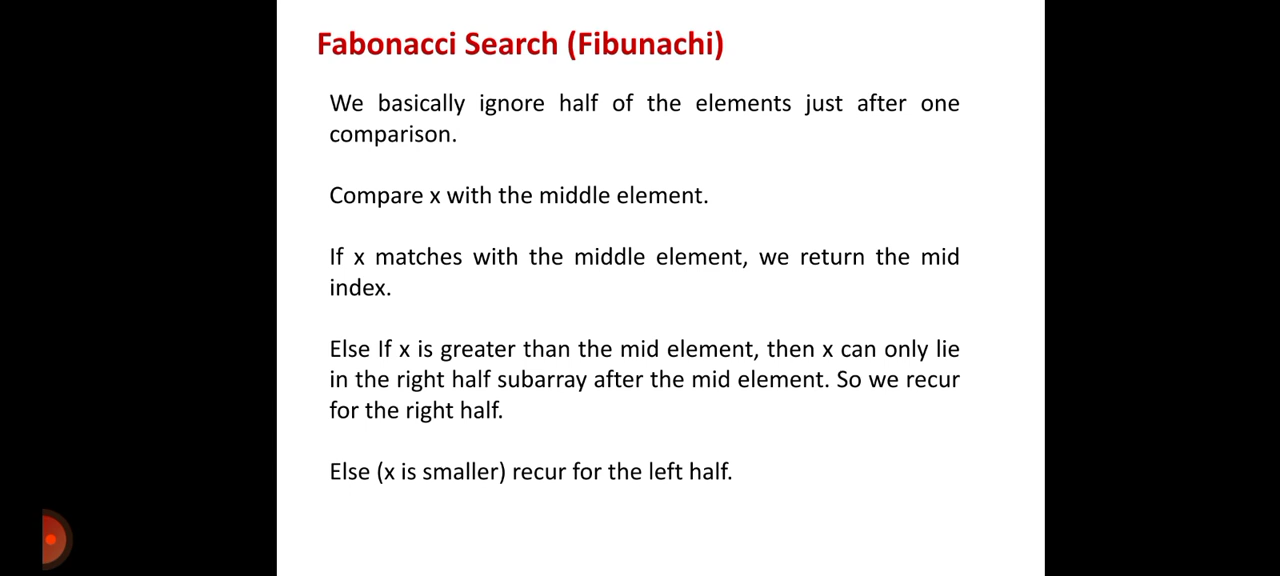 Fabonacci Search (Fibunachi)
We basically ignore half of the elements just after one
comparison.
Compare x with the middle element.
If x matches with the middle element, we return the mid
index.
Else If x is greater than the mid element, then x can only lie
in the right half subarray after the mid element. So we recur
for the right half.
Else (x is smaller) recur for the left half.